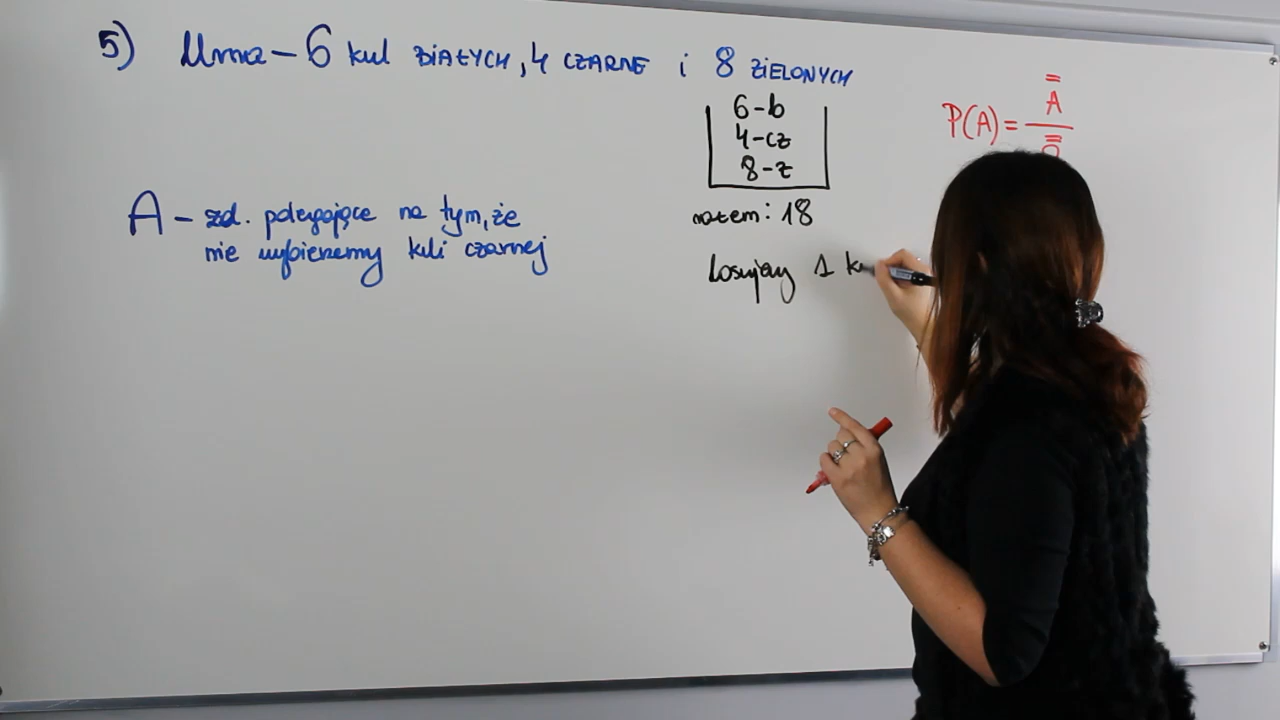 5) Urna - 6 kul BIAŁYCH, 4 CZARNE i 8 ZIELONYCH
6-b
4-cz
8-z
razem: 18
P(A) = A
Losujemy 1 ku
A - zd. polegające na tym, że
nie wybierzemy kuli czarnej